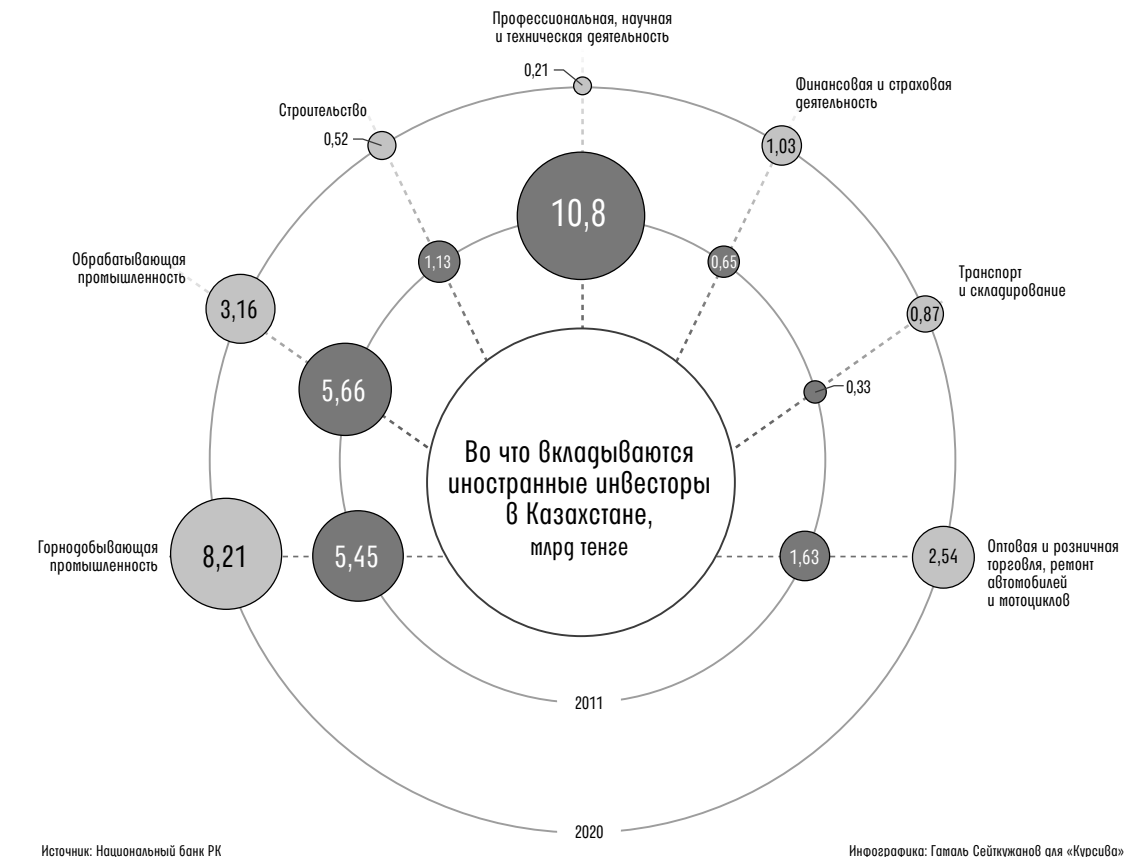 Профессиональная, научная
и техническая деятельность
0,21
Финансовая и страховая
деятельность
1,03
Строительство
0,52
10,8
1,13
0,65
Обрабатывающая
промышленность
3,16
Транспорт
и складирование
0,87
5,66
0,33
Во что вкладываются
иностранные инвесторы
в Казахстане,
млрд тенге
Горнодобывающая
промышленность
8,21
5,45
1,63
2,54
Оптовая и розничная
торговля, ремонт
автомобилей
и мотоциклов
2011
2020
Источник: Национальный банк РК
Инфографика: Гамаль Сейткужанов для «Курсива»